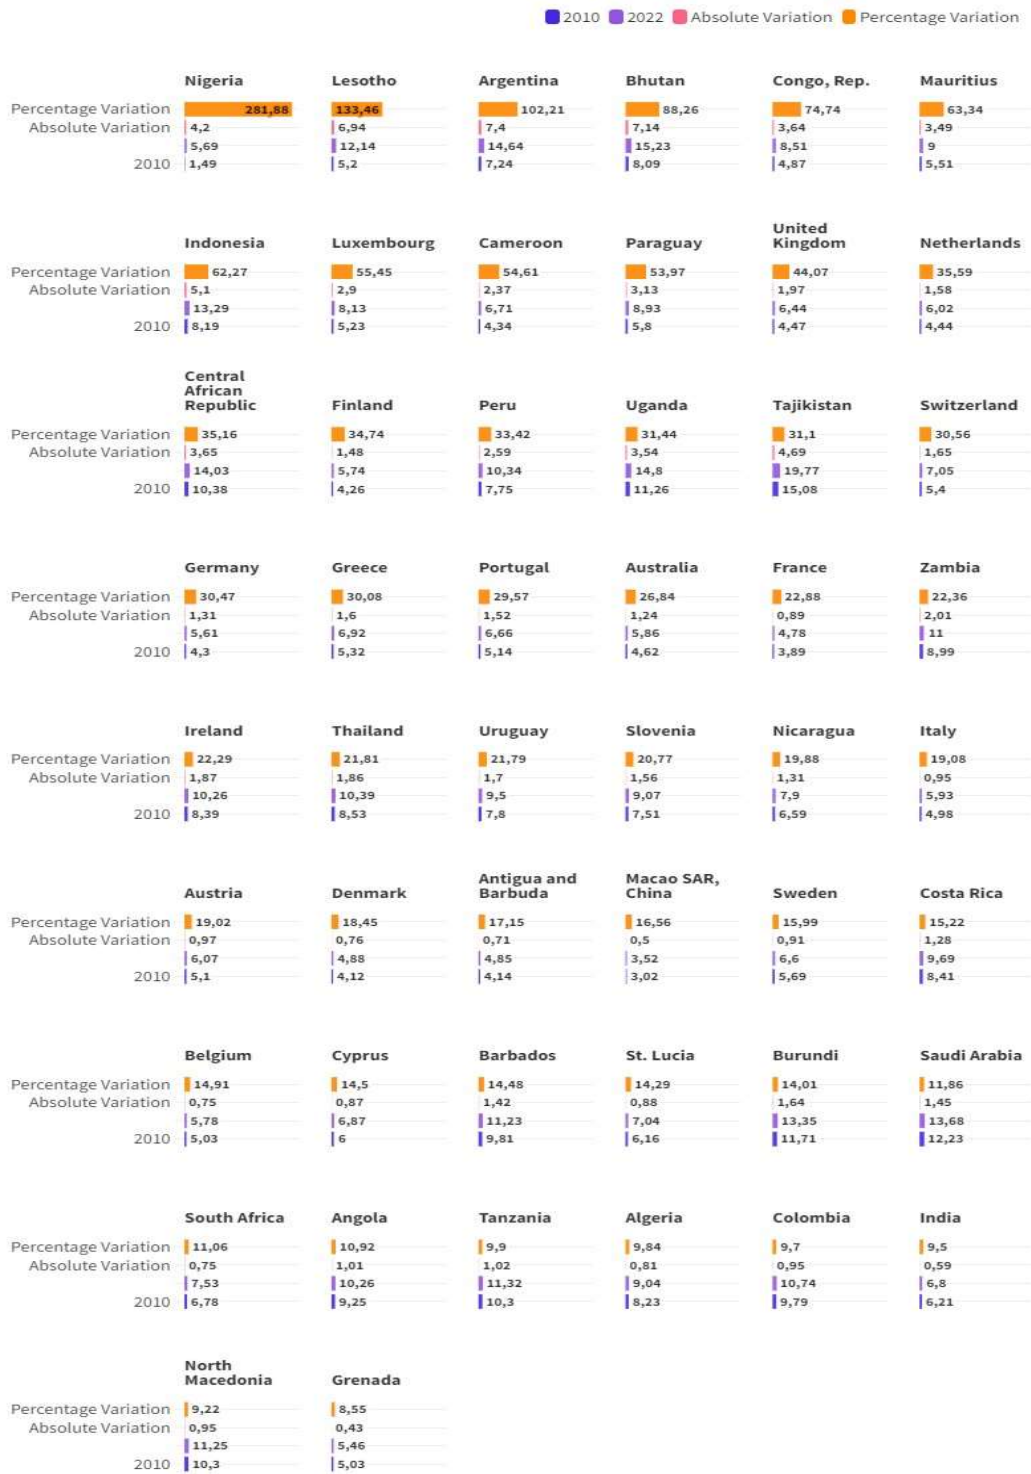 2010 2022 Absolute Variation Percentage Variation
Nigeria Lesotho Argentina Bhutan Congo, Rep. Mauritius
Percentage Variation 281,88 133,46 102,21 88,26 74,74 63,34
Absolute Variation 4,2 6,94 7,4 7,14 3,64 3,49
5,69 12,14 14,64 15,23 8,51 9
2010 1,49 5,2 7,24 8,09 4,87 5,51
United
Indonesia Luxembourg Cameroon Paraguay Kingdom Netherlands
Percentage Variation 62,27 55,45 54,61 53,97 44,07 35,59
Absolute Variation 5,1 2,9 2,37 3,13 1,97 1,58
13,29 8,13 6,71 8,93 6,44 6,02
2010 8,19 5,23 4,34 5,8 4,47 4,44
Central
African
Republic Finland Peru Uganda Tajikistan Switzerland
Percentage Variation 35,16 34,74 33,42 31,44 31,1 30,56
Absolute Variation 3,65 1,48 2,59 3,54 4,69 1,65
14,03 5,74 10,34 14,8 19,77 7,05
2010 10,38 4,26 7,75 11,26 15,08 5,4
Germany Greece Portugal Australia France Zambia
Percentage Variation 30,47 30,08 29,57 26,84 22,88 22,36
Absolute Variation 1,31 1,6 1,52 1,24 0,89 2,01
5,61 6,92 6,66 5,86 4,78 11
2010 4,3 5,32 5,14 4,62 3,89 8,99
Ireland Thailand Uruguay Slovenia Nicaragua Italy
Percentage Variation 22,29 21,81 21,79 20,77 19,88 19,08
Absolute Variation 1,87 1,86 1,7 1,56 1,31 0,95
10,26 10,39 9,5 9,07 7,9 5,93
2010 8,39 8,53 7,8 7,51 6,59 4,98
Antigua and Macao SAR,
Austria Denmark Barbuda China Sweden Costa Rica
Percentage Variation 19,02 18,45 17,15 16,56 15,99 15,22
Absolute Variation 0,97 0,76 0,71 0,5 0,91 1,28
6,07 4,88 4,85 3,52 6,6 9,69
2010 5,1 4,12 4,14 3,02 5,69 8,41
Belgium Cyprus Barbados St. Lucia Burundi Saudi Arabia
Percentage Variation 14,91 14,5 14,48 14,29 14,01 11,86
Absolute Variation 0,75 0,87 1,42 0,88 1,64 1,45
5,78 6,87 11,23 7,04 13,35 13,68
2010 5,03 6 9,81 6,16 11,71 12,23
South Africa Angola Tanzania Algeria Colombia India
Percentage Variation 11,06 10,92 9,9 9,84 9,7 9,5
Absolute Variation 0,75 1,01 1,02 0,81 0,95 0,59
7,53 10,26 11,32 9,04 10,74 6,8
2010 6,78 9,25 10,3 8,23 9,79 6,21
North
Macedonia Grenada
Percentage Variation 9,22 8,55
Absolute Variation 0,95 0,43
11,25 5,46
2010 10,3 5,03